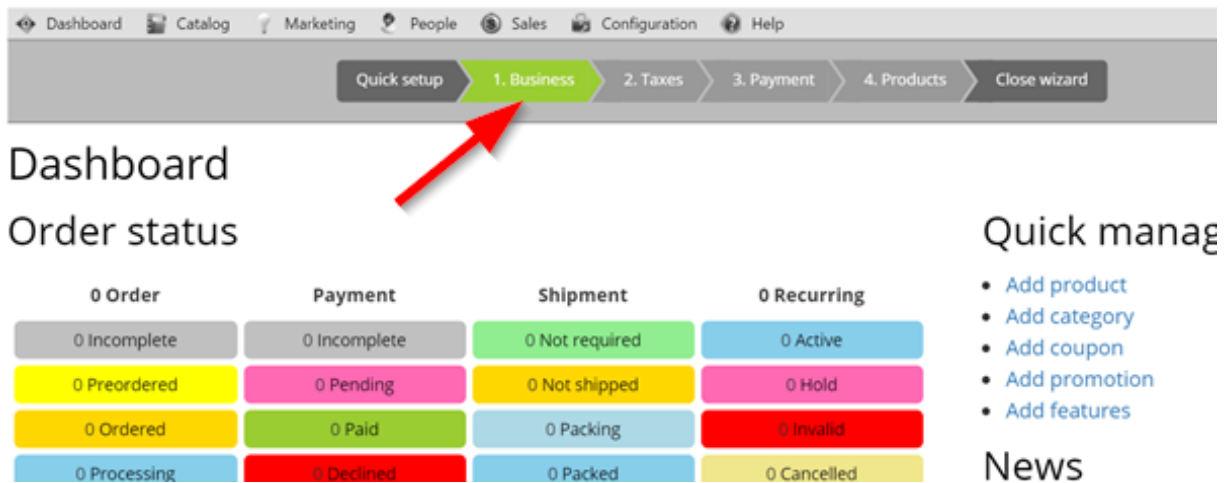 Dashboard Catalog Marketing People Sales Configuration Help
Quick setup 1. Business 2. Taxes 3. Payment 4. Products Close wizard
Dashboard
Order status
0 Order Payment Shipment 0 Recurring
0 Incomplete 0 Incomplete 0 Not required 0 Active
0 Preordered 0 Pending 0 Not shipped 0 Hold
0 Ordered 0 Paid 0 Packing 0 Invalid
0 Processing 0 Declined 0 Packed 0 Cancelled
Quick manag
Add product
Add category
Add coupon
Add promotion
Add features
News